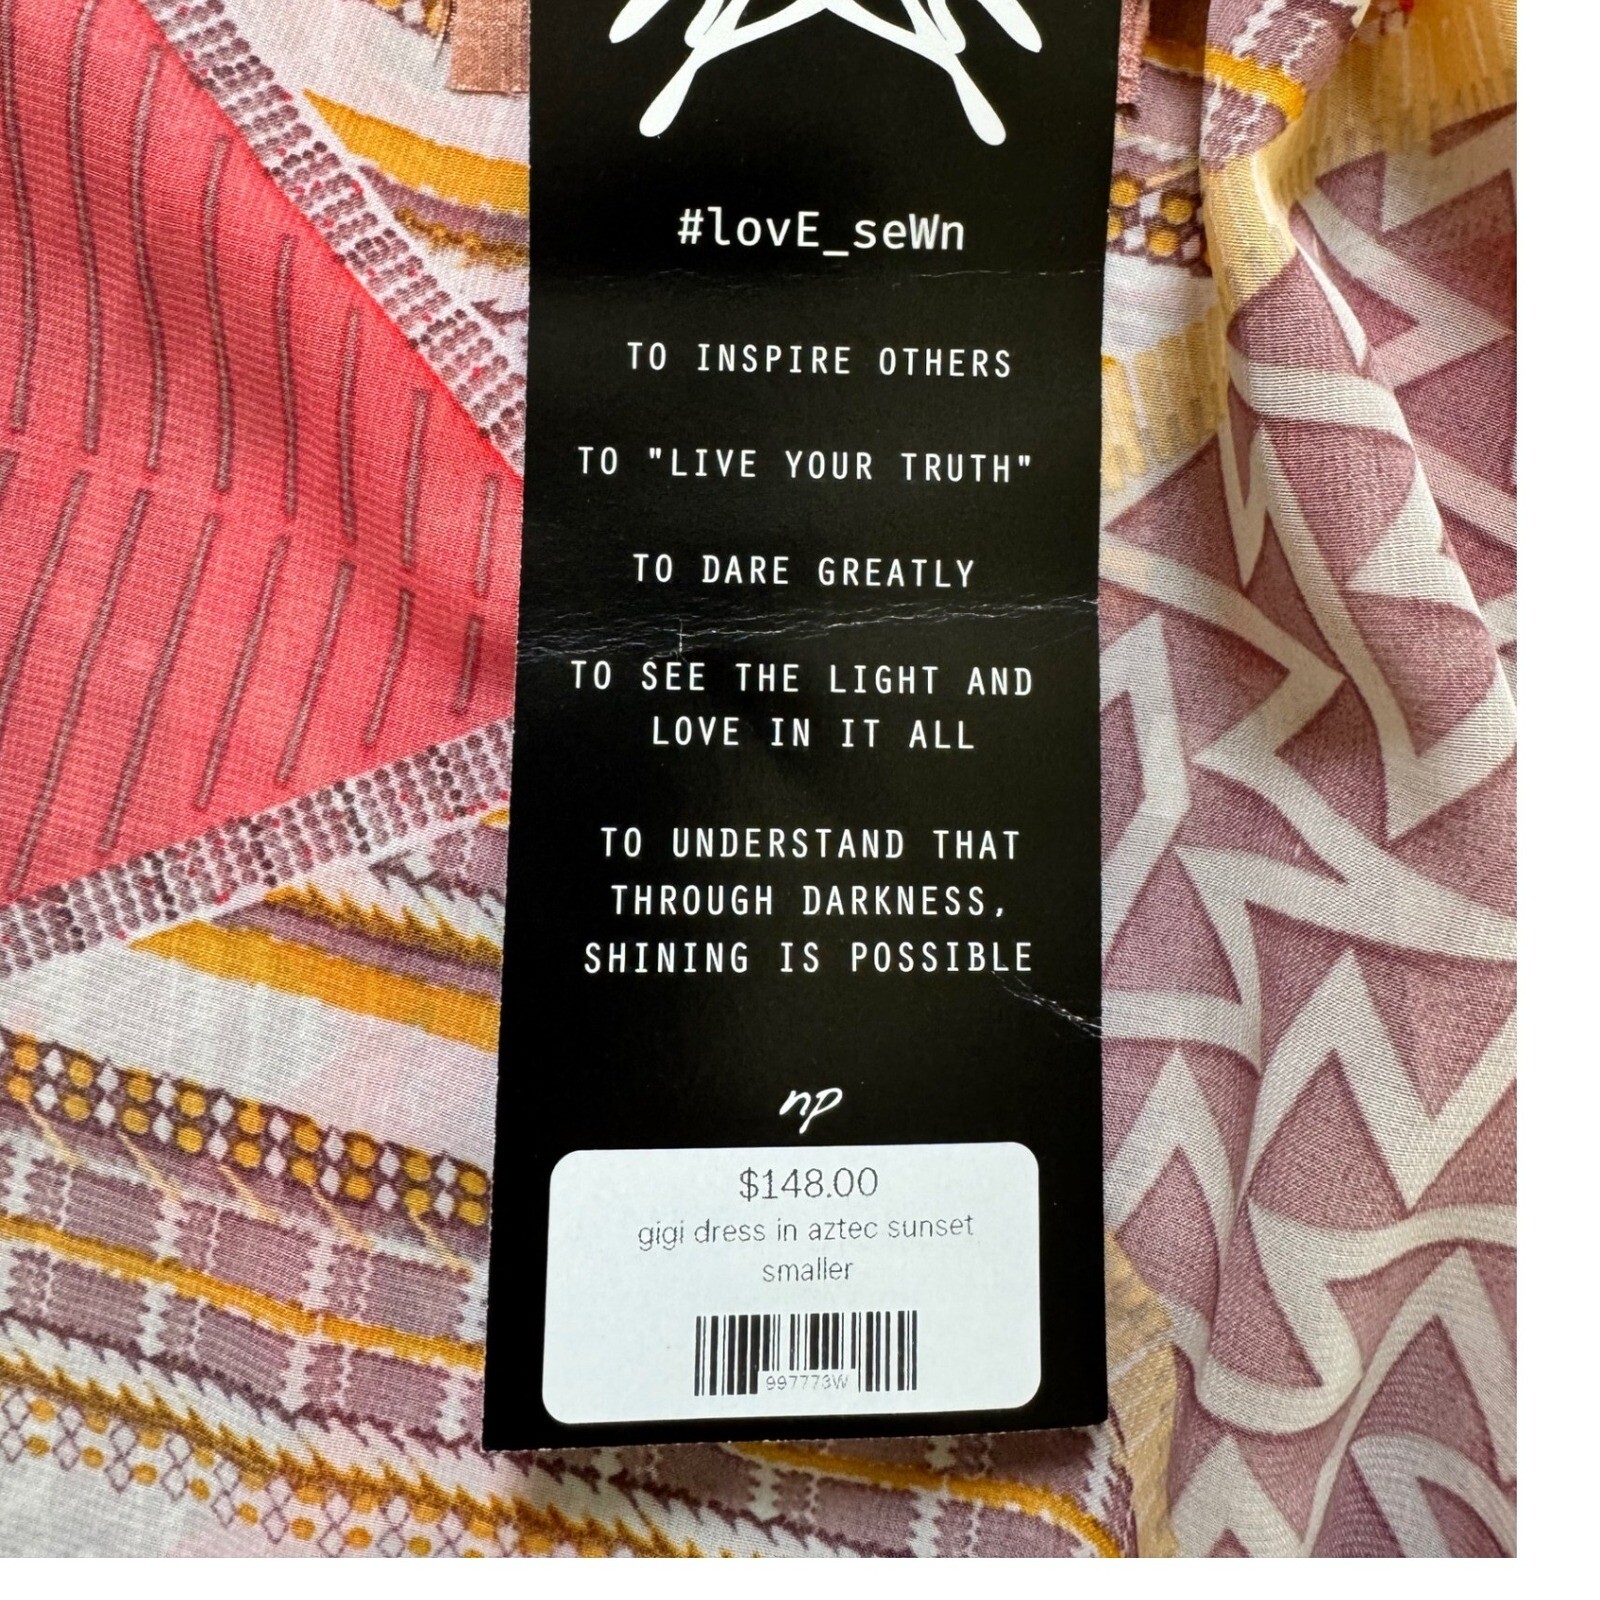 #lovE_seWn
TO INSPIRE OTHERS
TO "LIVE YOUR TRUTH"
TO DARE GREATLY
TO SEE THE LIGHT AND
LOVE IN IT ALL
TO UNDERSTAND THAT
THROUGH DARKNESS,
SHINING IS POSSIBLE
np
$148.00
gigi dress in aztec sunset
smaller
997773W